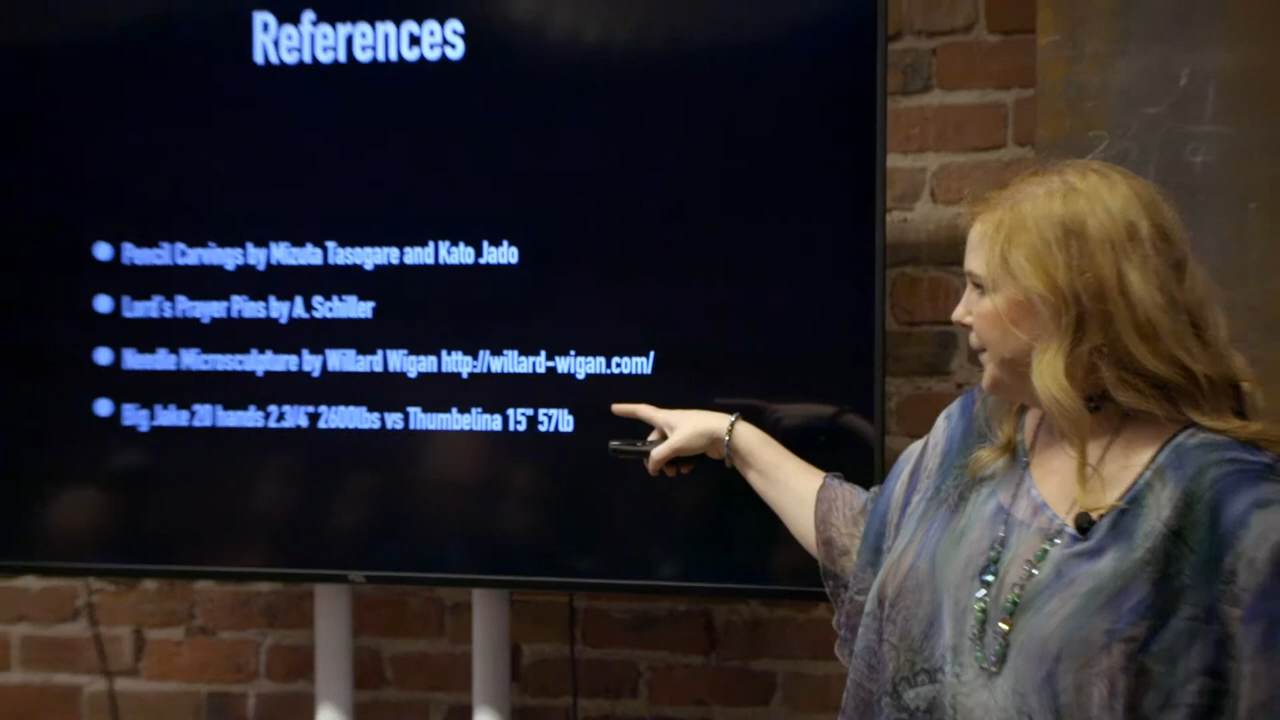 References
Pencil Carvings by Mizuta Tasogare and Kato Jado
Lord's Prayer Pins by A. Schiller
Needle Microsculpture by Willard Wigan http://willard-wigan.com/
Big Jake 20 hands 2.3/4" 2600lbs vs Thumbelina 15" 57lb